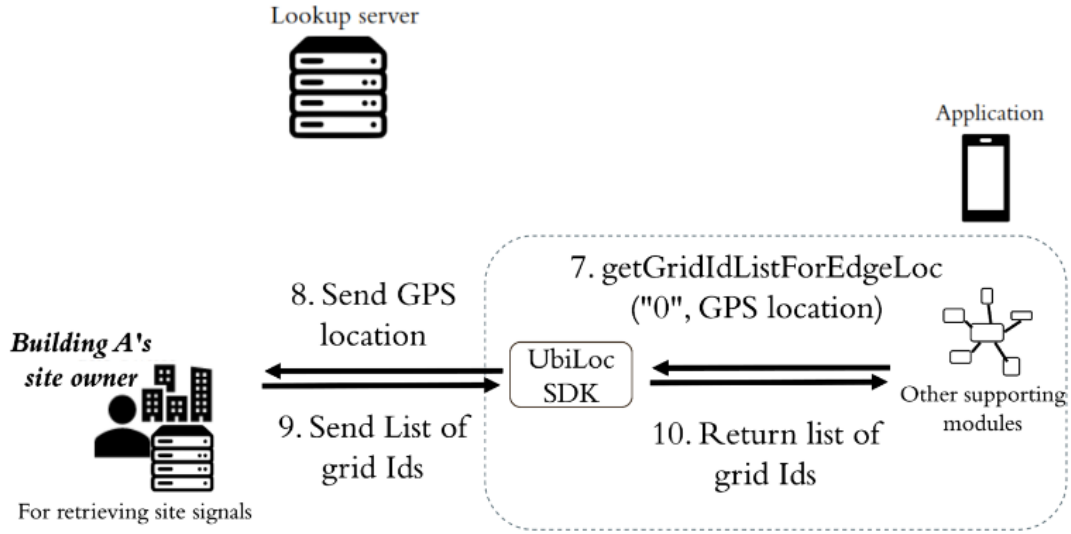 Lookup server
Application
7. getGridIdListForEdgeLoc
("0", GPS location)
8. Send GPS
location
Building A's
site owner
UbiLoc
SDK
Other supporting
modules
9. Send List of
grid Ids
10. Return list of
grid Ids
For retrieving site signals